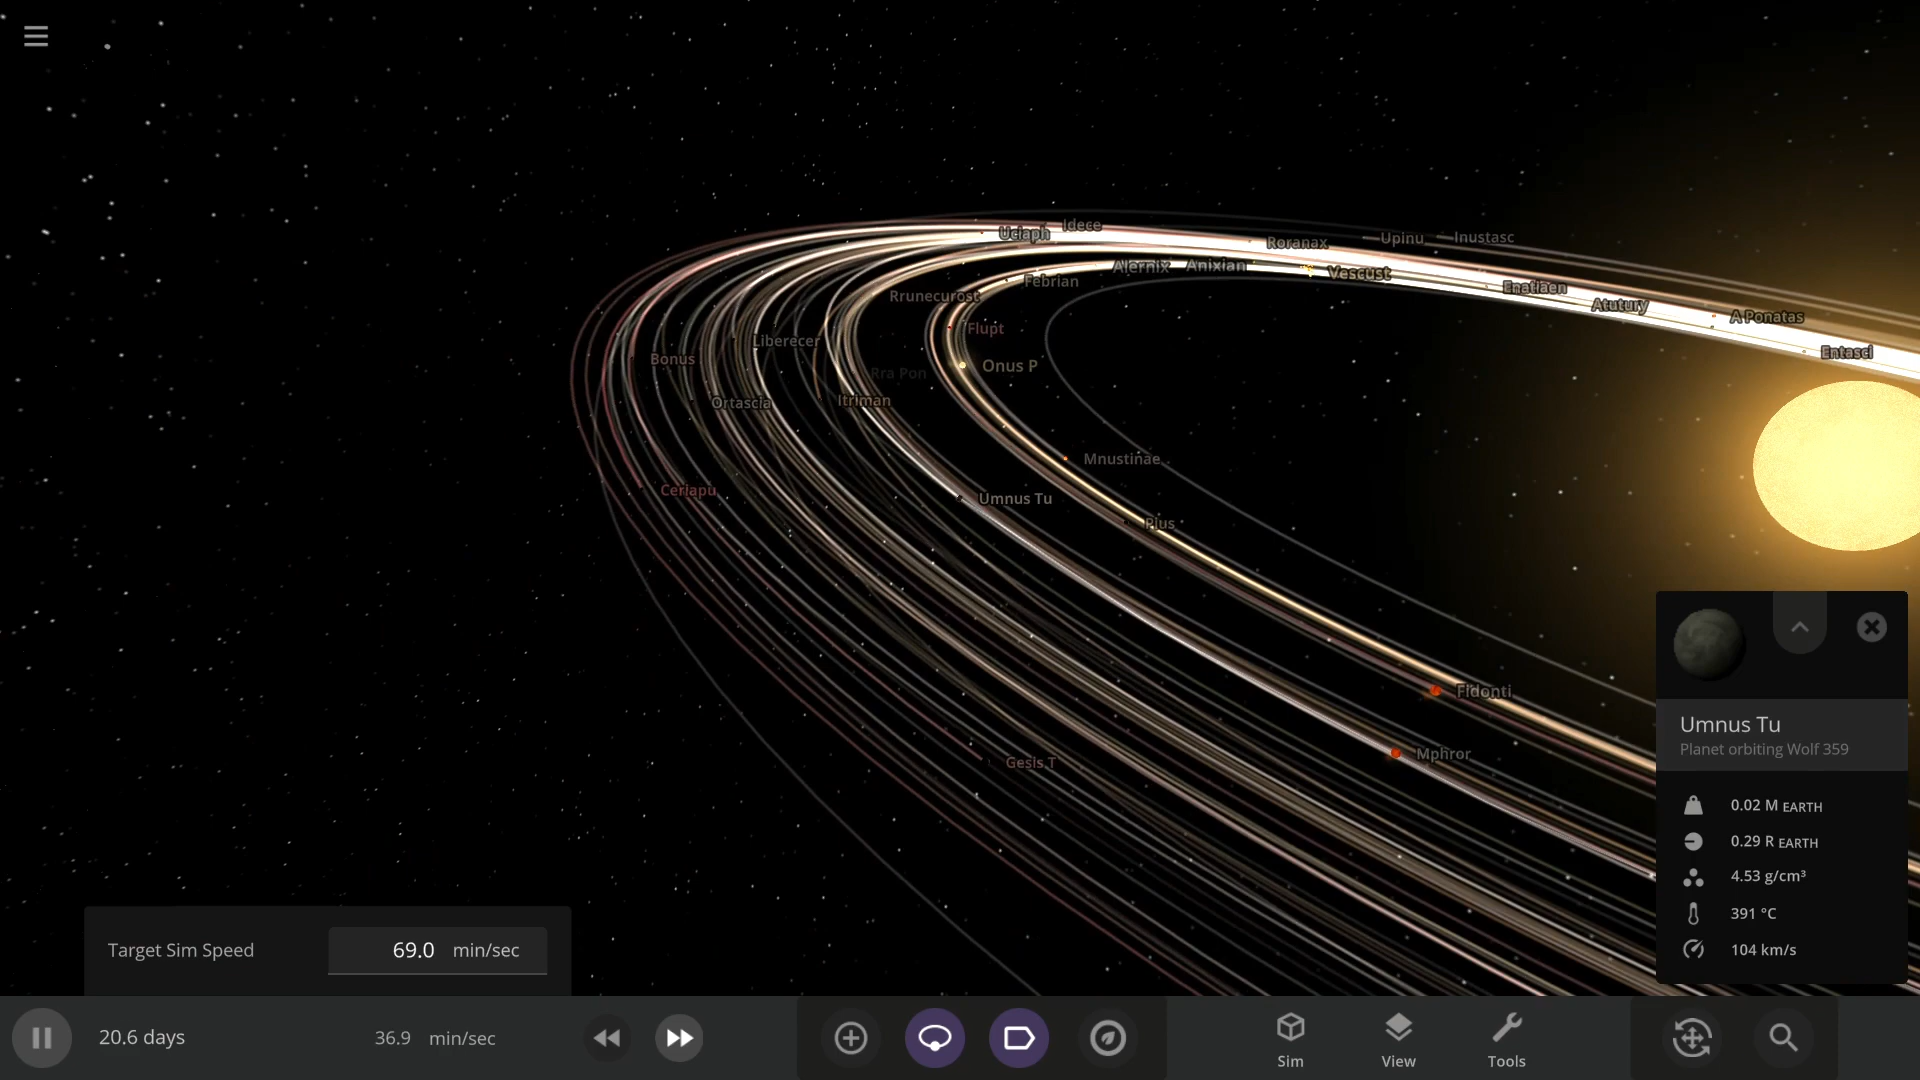 Idece
Uciaph
Roranax
Upinu
Inustasc
Alernix
Anixian
Vescust
Febrian
Enatlaen
Rrunecurost
Atutury
A Ponatas
Flupt
Liberecer
Entasci
Bonus
Onus P
Rra Pon
Ortascia
Itriman
Mnustinae
Ceriapu
Umnus Tu
Plus
Fidonti
Mphror
Gesis T
Umnus Tu
Planet orbiting Wolf 359
0.02 M EARTH
0.29 R EARTH
4.53 g/cm³
391 °C
104 km/s
Target Sim Speed 69.0 min/sec
20.6 days 36.9 min/sec
Sim View Tools